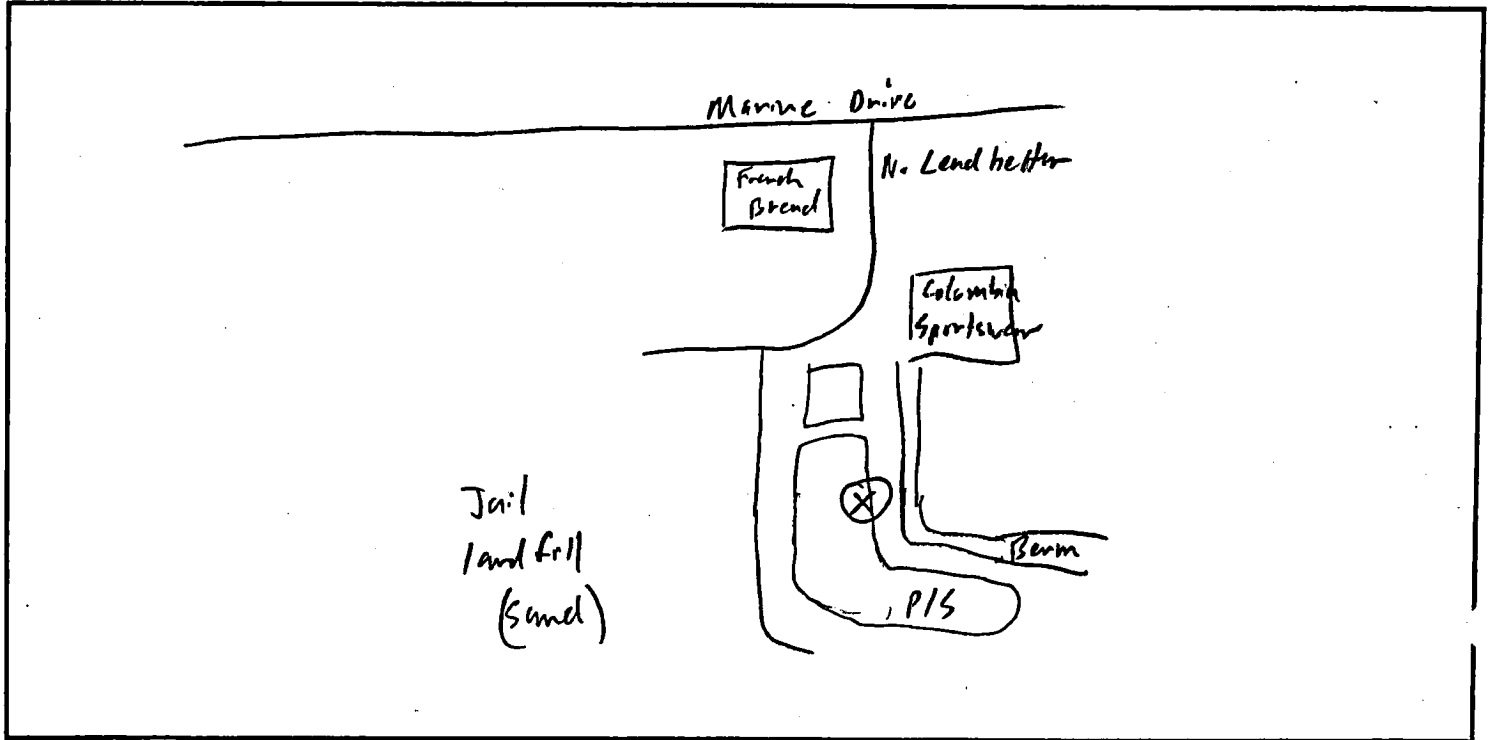 Marine Drive
N. Leadbetter
French
Bread
Columbia
Sportswear
Jail
landfill
(Sand)
X
Berm
P/S